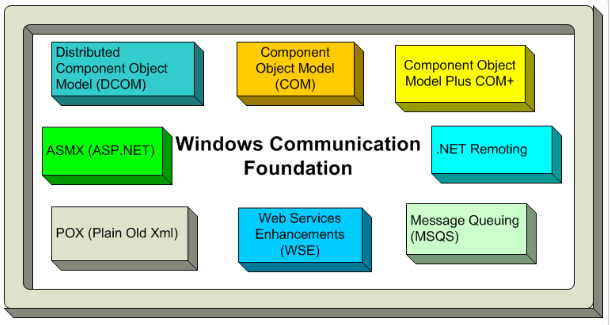 Distributed
Component Object
Model (DCOM)
Component
Object Model
(COM)
Component Object
Model Plus COM+
ASMX (ASP.NET)
Windows Communication
Foundation
.NET Remoting
POX (Plain Old Xml)
Web Services
Enhancements
(WSE)
Message Queuing
(MSQS)